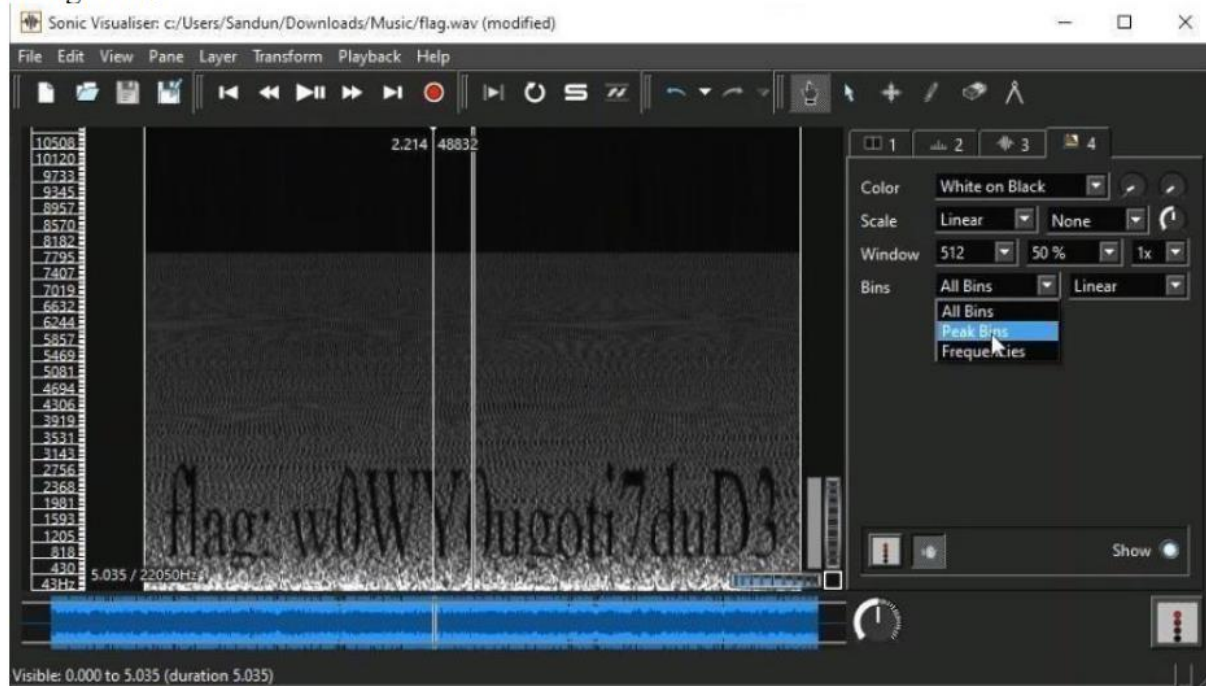 Sonic Visualiser: c:/Users/Sandun/Downloads/Music/flag.wav (modified)
File Edit View Pane Layer Transform Playback Help
10508
10120
9733
9345
8957
8570
8182
7795
7407
7019
6632
6244
5857
5469
5081
4694
4306
3919
3531
3143
2756
2368
1981
1593
1205
818
430
43Hz
2.214 48832
flag: w0WY0ugoti7duD3
5.035 / 22050Hz
1 2 3 4
Color White on Black
Scale Linear None
Window 512 50 % 1x
Bins All Bins Linear
All Bins
Peak Bins
Frequencies
Show
Visible: 0.000 to 5.035 (duration 5.035)